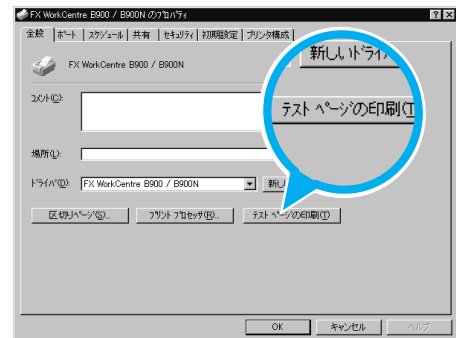 FX WorkCentre B900 / B900N のﾌﾟﾛﾊﾟﾃｨ
全般 ﾎﾟｰﾄ ｽｹｼﾞｭｰﾙ 共有 ｾｷｭﾘﾃｨ 初期設定 ﾌﾟﾘﾝﾀ構成
FX WorkCentre B900 / B900N
新しいﾄﾞﾗｲﾊ
ｺﾒﾝﾄ(C):
テスト ページの印刷(T
場所(L):
ﾄﾞﾗｲﾊﾞ(D): FX WorkCentre B900 / B900N 新し
区切りﾍﾟｰｼﾞ(S)... ﾌﾟﾘﾝﾄ ﾌﾟﾛｾｯｻ(R)... ﾃｽﾄ ﾍﾟｰｼﾞの印刷(T)
OK キャンセル ﾍﾙﾌﾟ